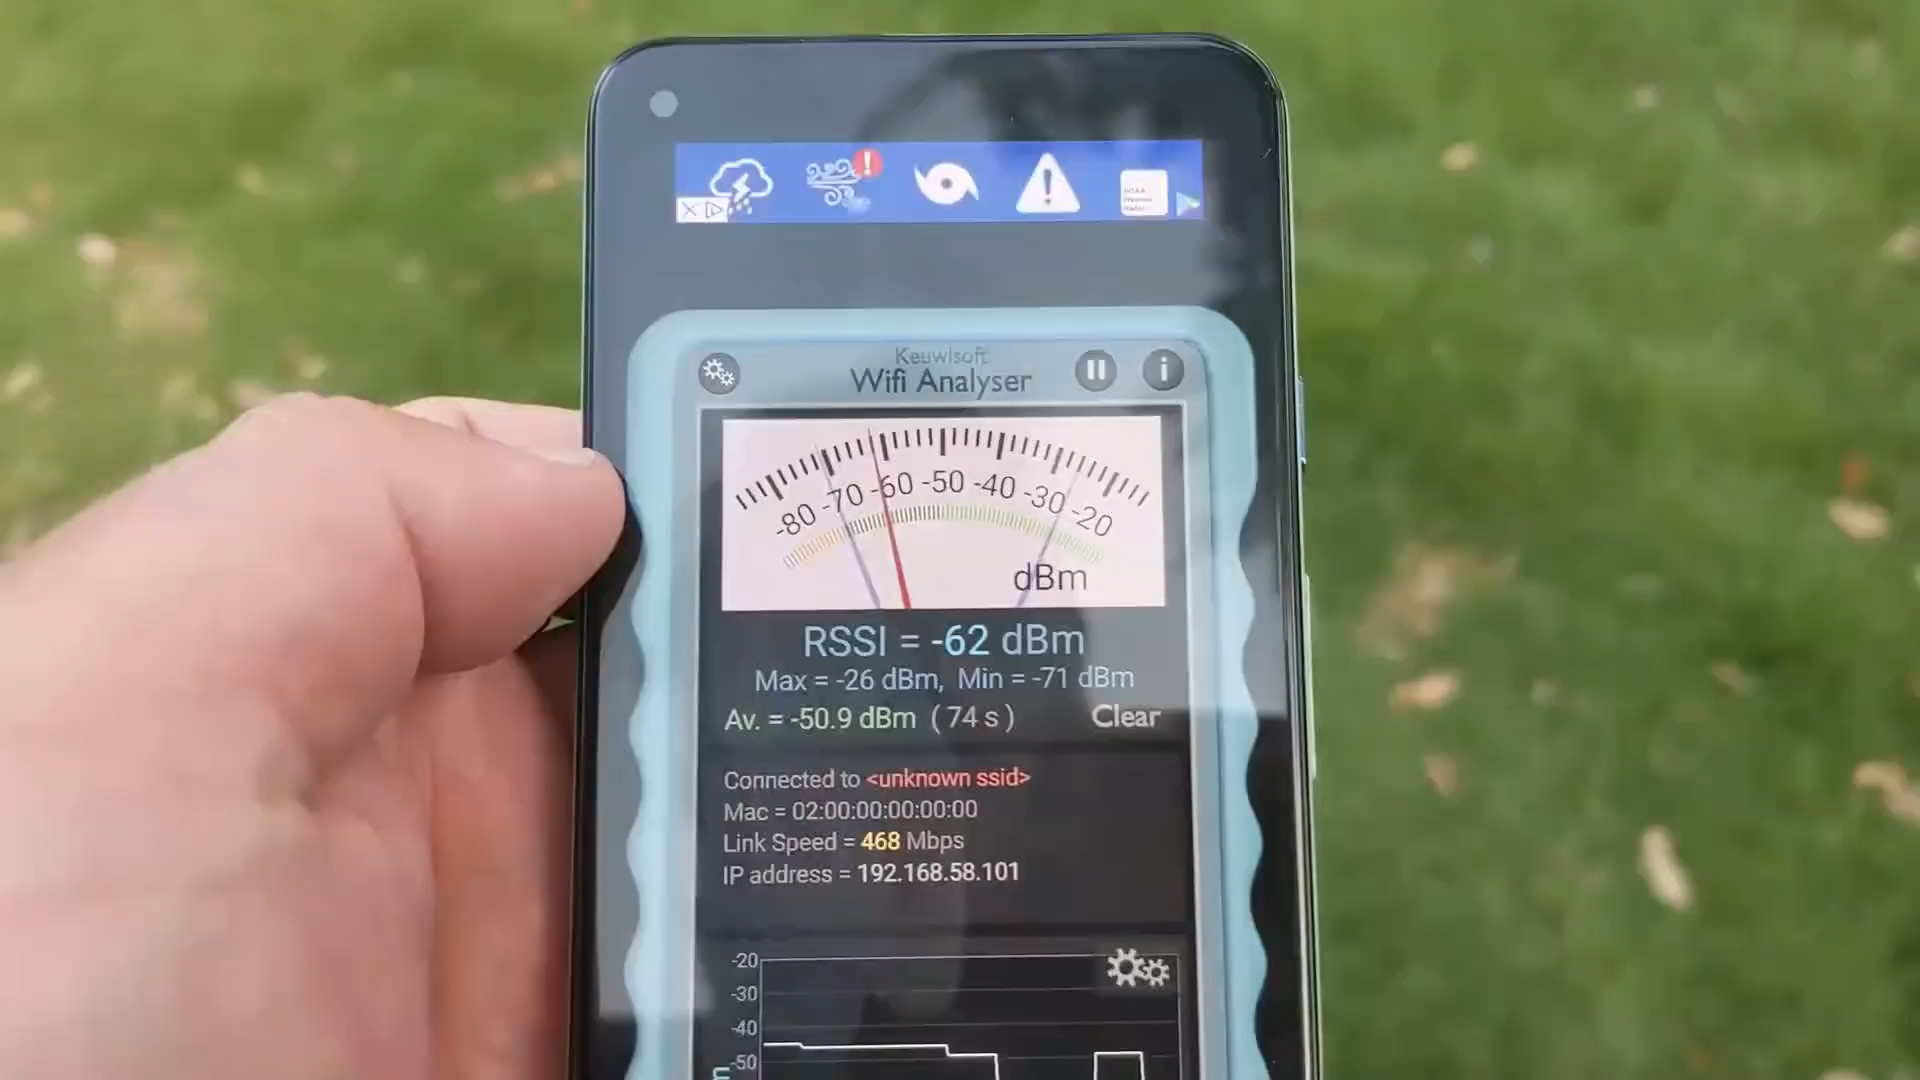 Keuwlsoft
Wifi Analyser
-80 -70 -60 -50 -40 -30 -20
dBm
RSSI = -62 dBm
Max = -26 dBm, Min = -71 dBm
Av. = -50.9 dBm ( 74 s )
Clear
Connected to <unknown ssid>
Mac = 02:00:00:00:00:00
Link Speed = 468 Mbps
IP address = 192.168.58.101
-20
-30
-40
-50